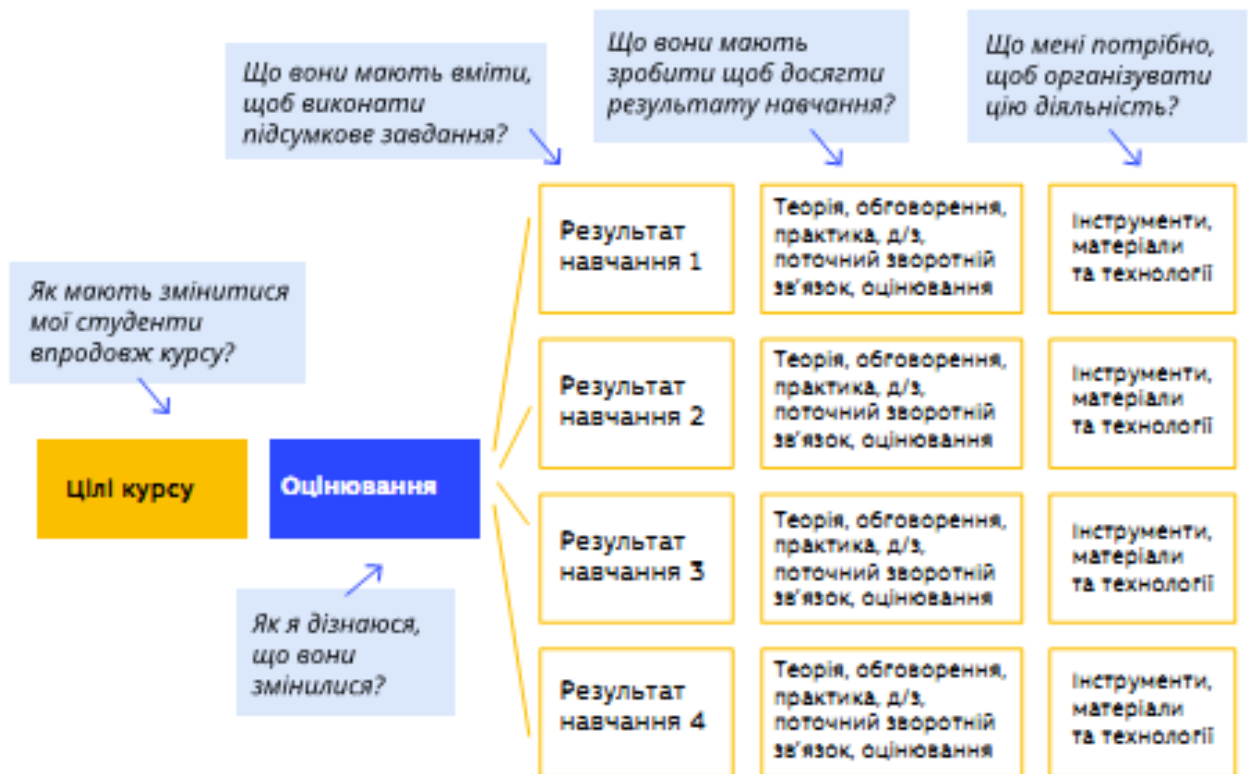 Що вони мають вміти,
щоб виконати
підсумкове завдання?
Що вони мають
зробити щоб досягти
результату навчання?
Що мені потрібно,
щоб організувати
цію діяльність?
Як мають змінитися
мої студенти
впродовж курсу?
Цілі курсу
Оцінювання
Як я дізнаюся,
що вони
змінилися?
Результат
навчання 1
Теорія, обговорення,
практика, д/з,
поточний зворотній
зв'язок, оцінювання
Інструменти,
матеріали
та технології
Результат
навчання 2
Теорія, обговорення,
практика, д/з,
поточний зворотній
зв'язок, оцінювання
Інструменти,
матеріали
та технології
Результат
навчання 3
Теорія, обговорення,
практика, д/з,
поточний зворотній
зв'язок, оцінювання
Інструменти,
матеріали
та технології
Результат
навчання 4
Теорія, обговорення,
практика, д/з,
поточний зворотній
зв'язок, оцінювання
Інструменти,
матеріали
та технології